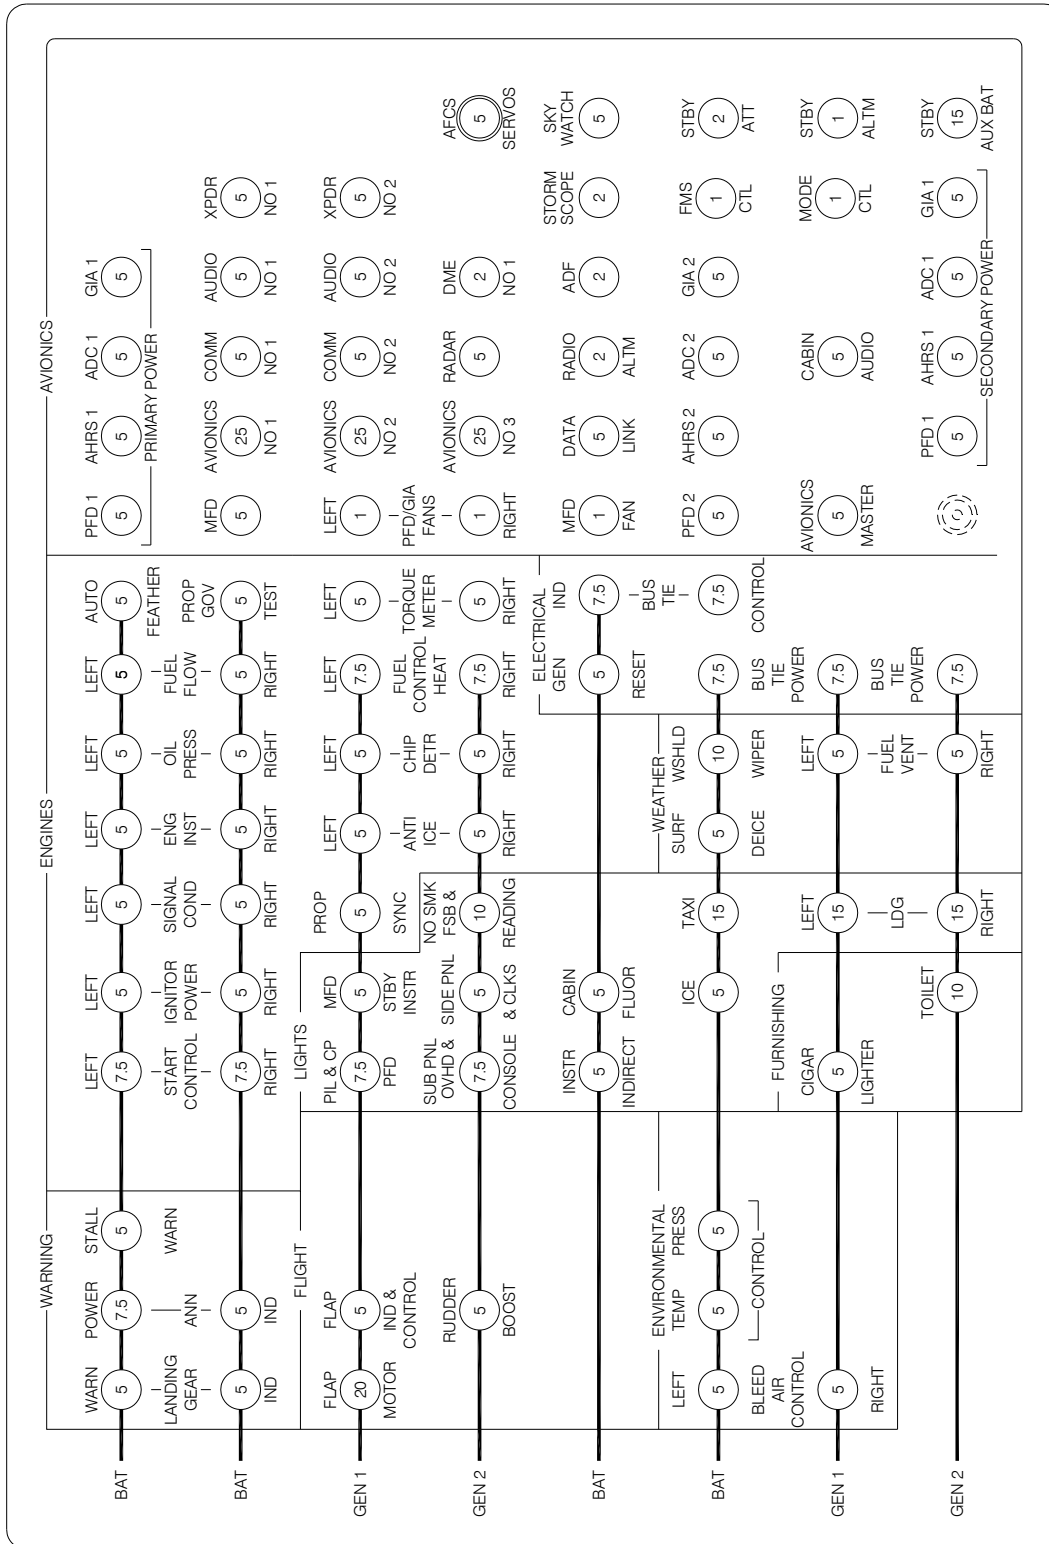 WARNING ENGINES AVIONICS
WARN POWER STALL LEFT LEFT LEFT LEFT LEFT LEFT AUTO PFD 1 AHRS 1 ADC 1 GIA 1
BAT 5 7.5 5 7.5 5 5 5 5 5 5 5 5 5 5
LANDING GEAR ANN WARN START CONTROL IGNITOR POWER SIGNAL COND ENG INST OIL PRESS FUEL FLOW FEATHER PRIMARY POWER
PROP GOV MFD AVIONICS COMM AUDIO XPDR
BAT 5 5 7.5 5 5 5 5 5 5 5 25 5 5 5
IND IND RIGHT RIGHT RIGHT RIGHT RIGHT RIGHT TEST NO 1 NO 1 NO 1 NO 1
FLIGHT LIGHTS
FLAP FLAP PIL & CP MFD PROP LEFT LEFT LEFT LEFT LEFT AVIONICS COMM AUDIO XPDR
GEN 1 20 5 7.5 5 5 5 5 7.5 5 1 25 5 5 5
MOTOR IND & CONTROL PFD STBY INSTR SYNC ANTI ICE CHIP DETR FUEL CONTROL HEAT TORQUE METER PFD/GIA FANS NO 2 NO 2 NO 2
RUDDER SUB PNL OVHD & SIDE PNL NO SMK FSB & AVIONICS RADAR DME AFCS
GEN 2 5 7.5 5 10 5 5 7.5 5 1 25 5 2 5
BOOST CONSOLE & CLKS READING RIGHT RIGHT RIGHT RIGHT RIGHT NO 3 NO 1 SERVOS
ELECTRICAL
INSTR CABIN GEN IND MFD DATA RADIO ADF STORM SCOPE SKY WATCH
BAT 5 5 5 7.5 1 5 2 2 2 5
INDIRECT FLUOR RESET BUS TIE FAN LINK ALTM
ENVIRONMENTAL WEATHER
LEFT TEMP PRESS ICE TAXI SURF WSHLD PFD 2 AHRS 2 ADC 2 GIA 2 FMS STBY
BAT 5 5 5 5 15 5 10 7.5 7.5 5 5 5 5 1 2
BLEED AIR CONTROL CONTROL DEICE WIPER BUS TIE POWER CONTROL CTL ATT
FURNISHING
CIGAR LEFT LEFT AVIONICS CABIN MODE STBY
GEN 1 5 5 15 5 7.5 5 5 1 1
RIGHT LIGHTER LDG FUEL VENT BUS TIE POWER MASTER AUDIO CTL ALTM
TOILET PFD 1 AHRS 1 ADC 1 GIA 1 STBY
GEN 2 10 15 5 7.5 5 5 5 5 15
RIGHT RIGHT SECONDARY POWER AUX BAT